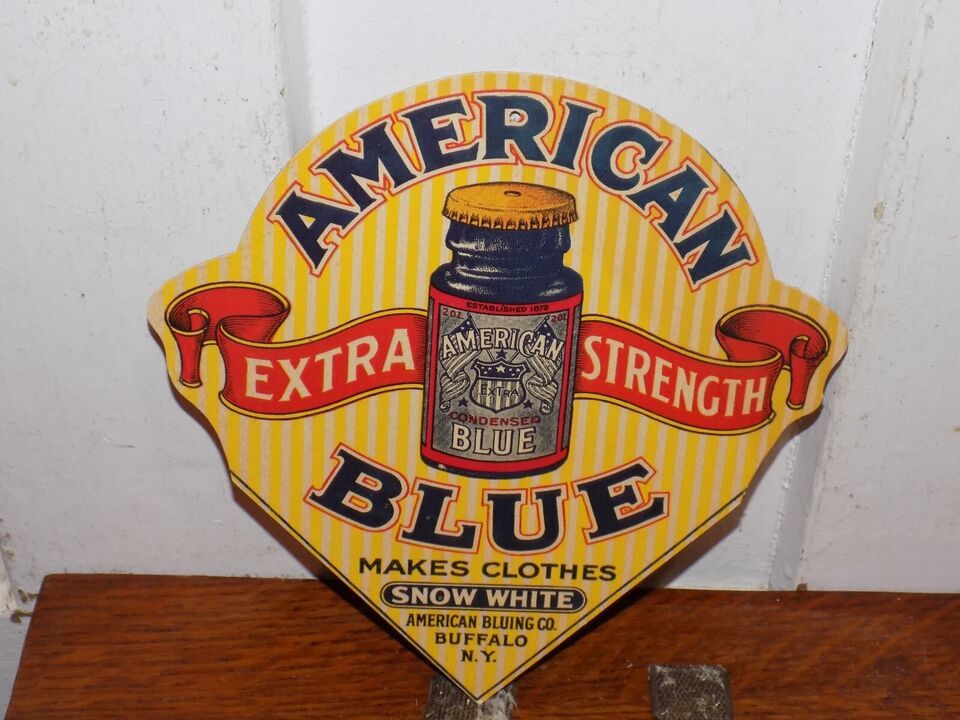 AMERICAN
EXTRA STRENGTH
ESTABLISHED 1872
2 OZ. 2 OZ.
AMERICAN
EXTRA
CONDENSED
BLUE
BLUE
MAKES CLOTHES
SNOW WHITE
AMERICAN BLUING CO.
BUFFALO
N.Y.